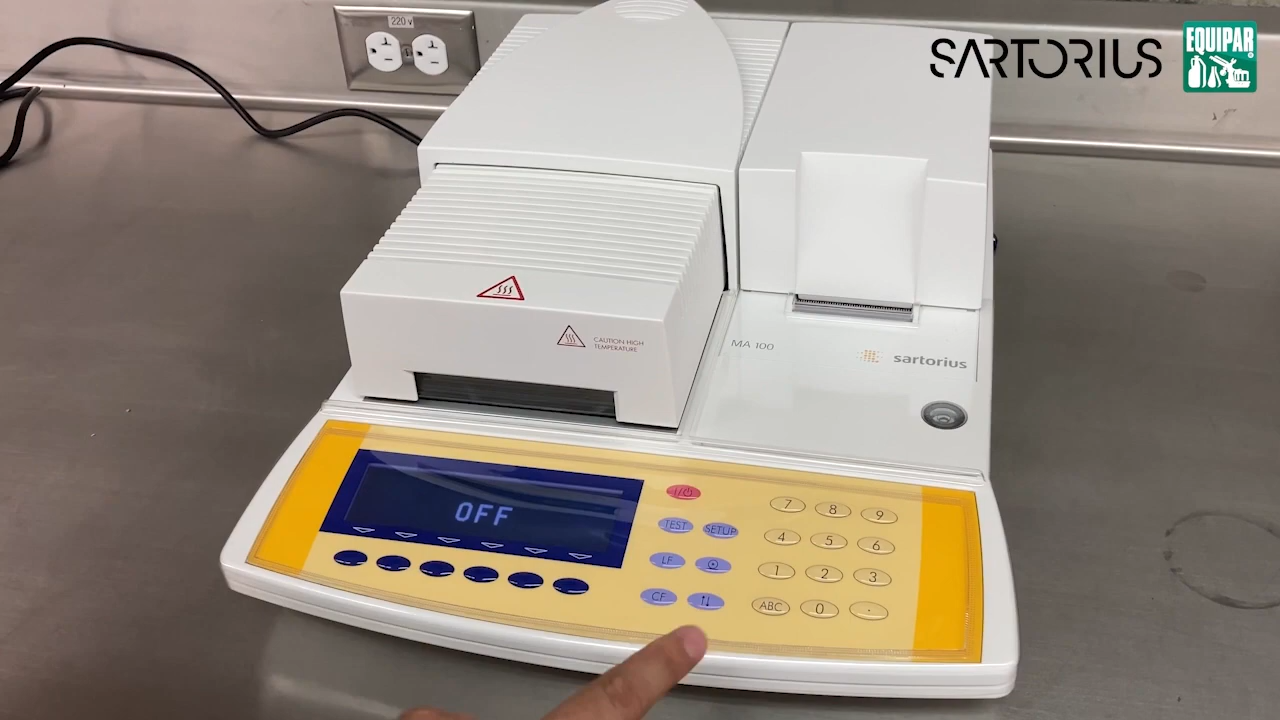 220 v
SARTORIUS
EQUIPAR
CAUTION HIGH
TEMPERATURE
MA 100
sartorius
OFF
I/⏻
TEST SETUP
LF
CF
7 8 9
4 5 6
1 2 3
ABC 0 .